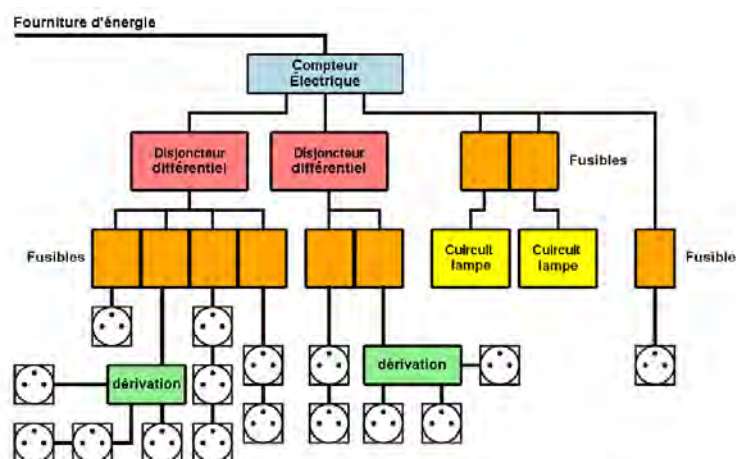 Fourniture d'énergie
Compteur
Électrique
Disjoncteur
différentiel
Disjoncteur
différentiel
Fusibles
Fusibles
Cuircuit
lampe
Cuircuit
lampe
Fusible
dérivation
dérivation